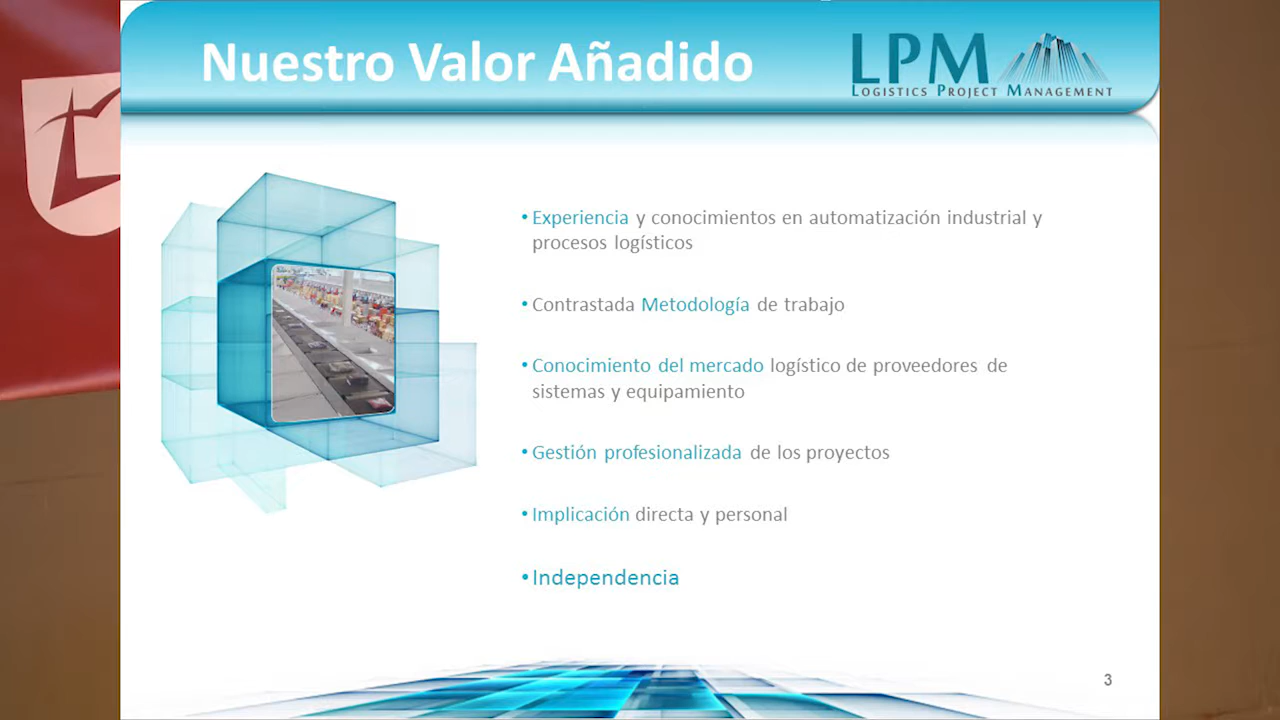 Nuestro Valor Añadido
LPM
LOGISTICS PROJECT MANAGEMENT
• Experiencia y conocimientos en automatización industrial y
procesos logísticos
• Contrastada Metodología de trabajo
• Conocimiento del mercado logístico de proveedores de
sistemas y equipamiento
• Gestión profesionalizada de los proyectos
• Implicación directa y personal
• Independencia
3